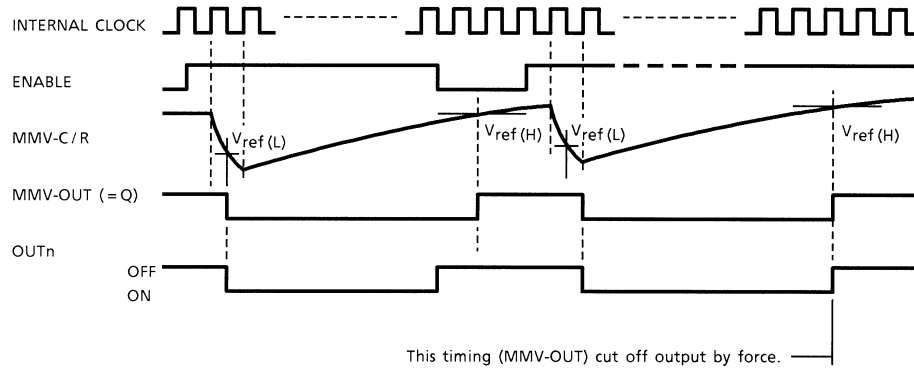 INTERNAL CLOCK
ENABLE
MMV-C/R
Vref(L)
Vref(H)
Vref(L)
Vref(H)
MMV-OUT (=Q)
OUTn
OFF
ON
This timing (MMV-OUT) cut off output by force.